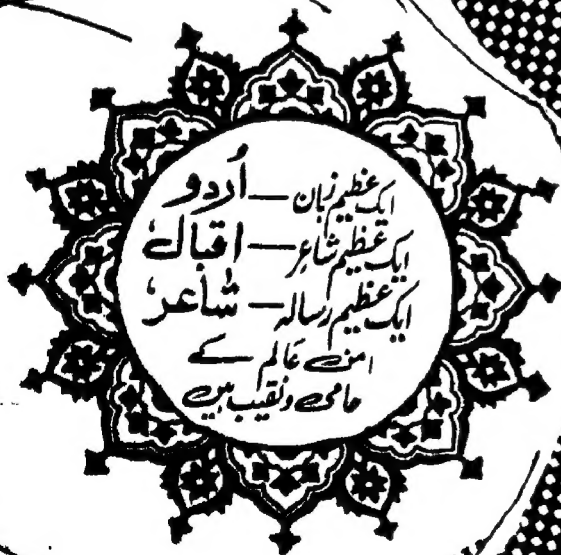 ایک عظیم زبان — اُردو
ایک عظیم شاعر — اقبال
ایک عظیم رسالہ — شاعر
امن عالم کے
حامی و نقیب ہیں